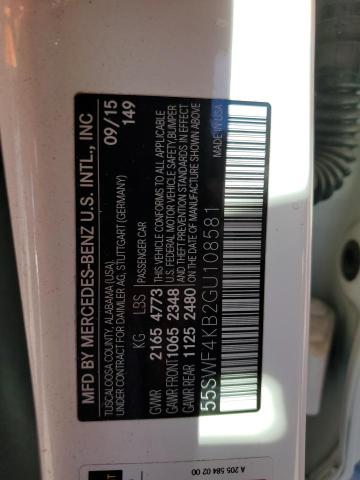 MFD BY MERCEDES-BENZ U.S. INTL., INC
TUSCALOOSA COUNTY, ALABAMA (USA)
UNDER CONTRACT FOR DAIMLER AG, STUTTGART (GERMANY)
09/15
149
KG LBS PASSENGER CAR
GVWR 2165 4773
GAWR FRONT 1065 2348
GAWR REAR 1125 2480
THIS VEHICLE CONFORMS TO ALL APPLICABLE
FEDERAL MOTOR VEHICLE SAFETY, BUMPER
AND THEFT PREVENTION STANDARDS IN EFFECT
ON THE DATE OF MANUFACTURE SHOWN ABOVE
55SWF4KB2GU108581
MADE IN USA
A 205 584 02 00